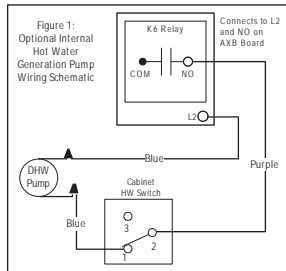 Figure 1:
Optional Internal
Hot Water
Generation Pump
Wiring Schematic
K6 Relay
COM
NO
Connects to L2
and NO on
AXB Board
L2
Blue
Purple
DHW
Pump
Cabinet
HW Switch
Blue
3
2
1